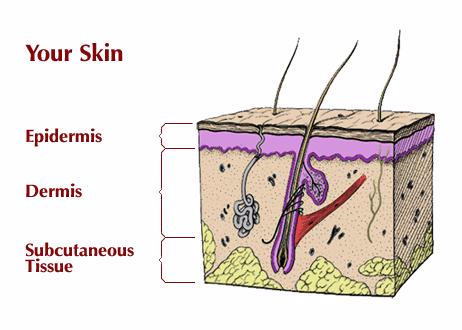 Your Skin
Epidermis
Dermis
Subcutaneous
Tissue